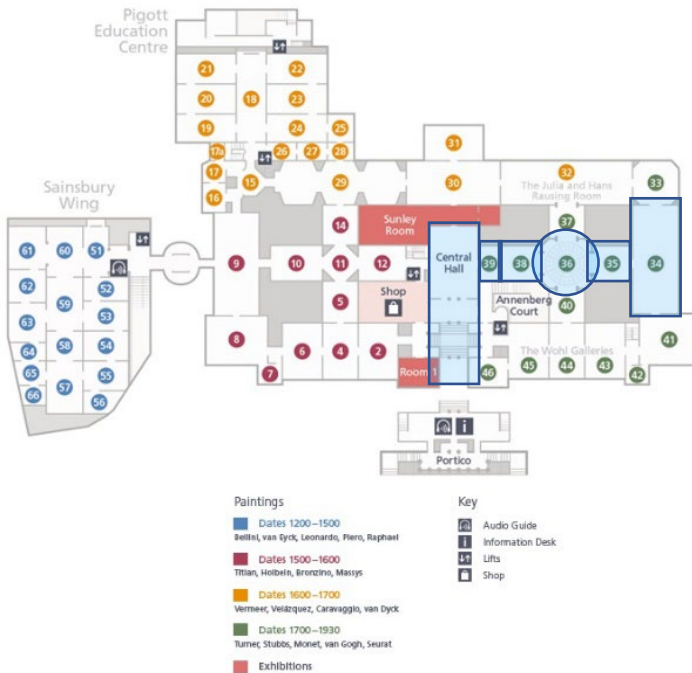 Pigott
Education
Centre
21
22
20
18
23
19
24
25
17a
26
27
28
31
17
15
29
30
32
33
16
The Julia and Hans
Rausing Room
Sainsbury
Wing
14
Sunley
Room
37
61
60
51
9
10
11
12
Central
Hall
39
38
36
35
34
62
52
59
Shop
5
Annenberg
Court
40
63
53
64
58
54
8
6
4
2
The Wohl Galleries
41
65
57
55
7
Room 1
46
45
44
43
42
66
56
Portico
Paintings
Dates 1200–1500
Bellini, van Eyck, Leonardo, Piero, Raphael
Dates 1500–1600
Titian, Holbein, Bronzino, Massys
Dates 1600–1700
Vermeer, Velázquez, Caravaggio, van Dyck
Dates 1700–1930
Turner, Stubbs, Monet, van Gogh, Seurat
Exhibitions
Key
Audio Guide
i Information Desk
Lifts
Shop